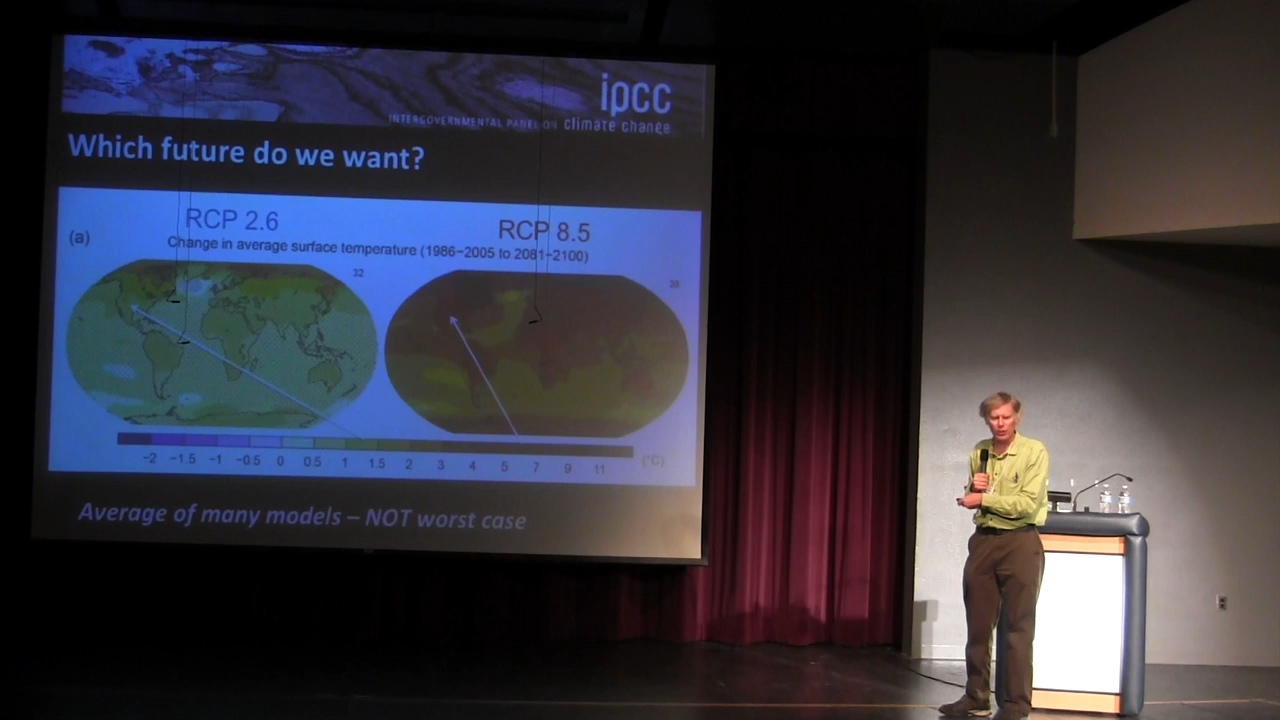 ipcc
INTERGOVERNMENTAL PANEL ON climate change
Which future do we want?
RCP 2.6 RCP 8.5
(a) Change in average surface temperature (1986−2005 to 2081−2100)
32 39
−2 −1.5 −1 −0.5 0 0.5 1 1.5 2 3 4 5 7 9 11 (°C)
Average of many models – NOT worst case